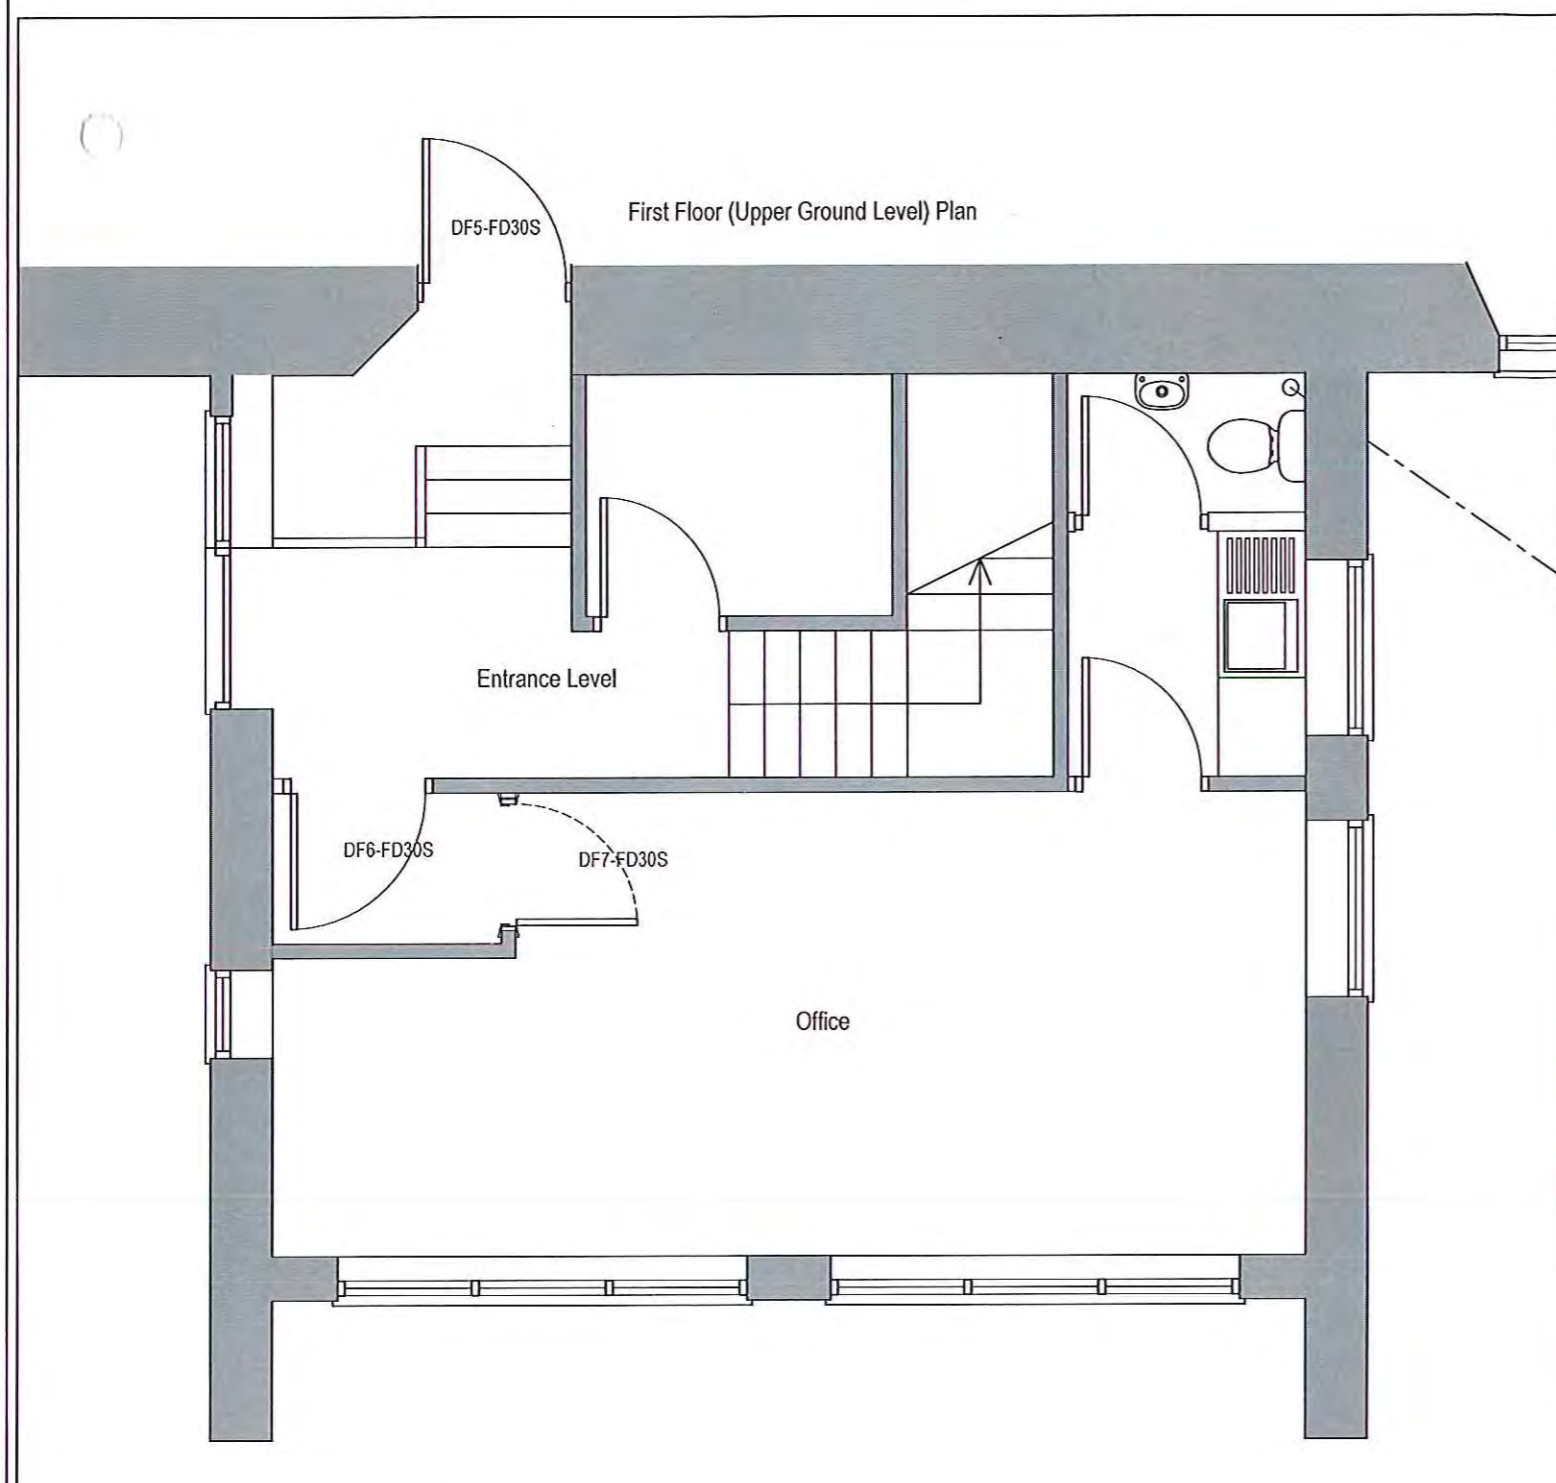 First Floor (Upper Ground Level) Plan
DF5-FD30S
Entrance Level
DF6-FD30S
DF7-FD30S
Office